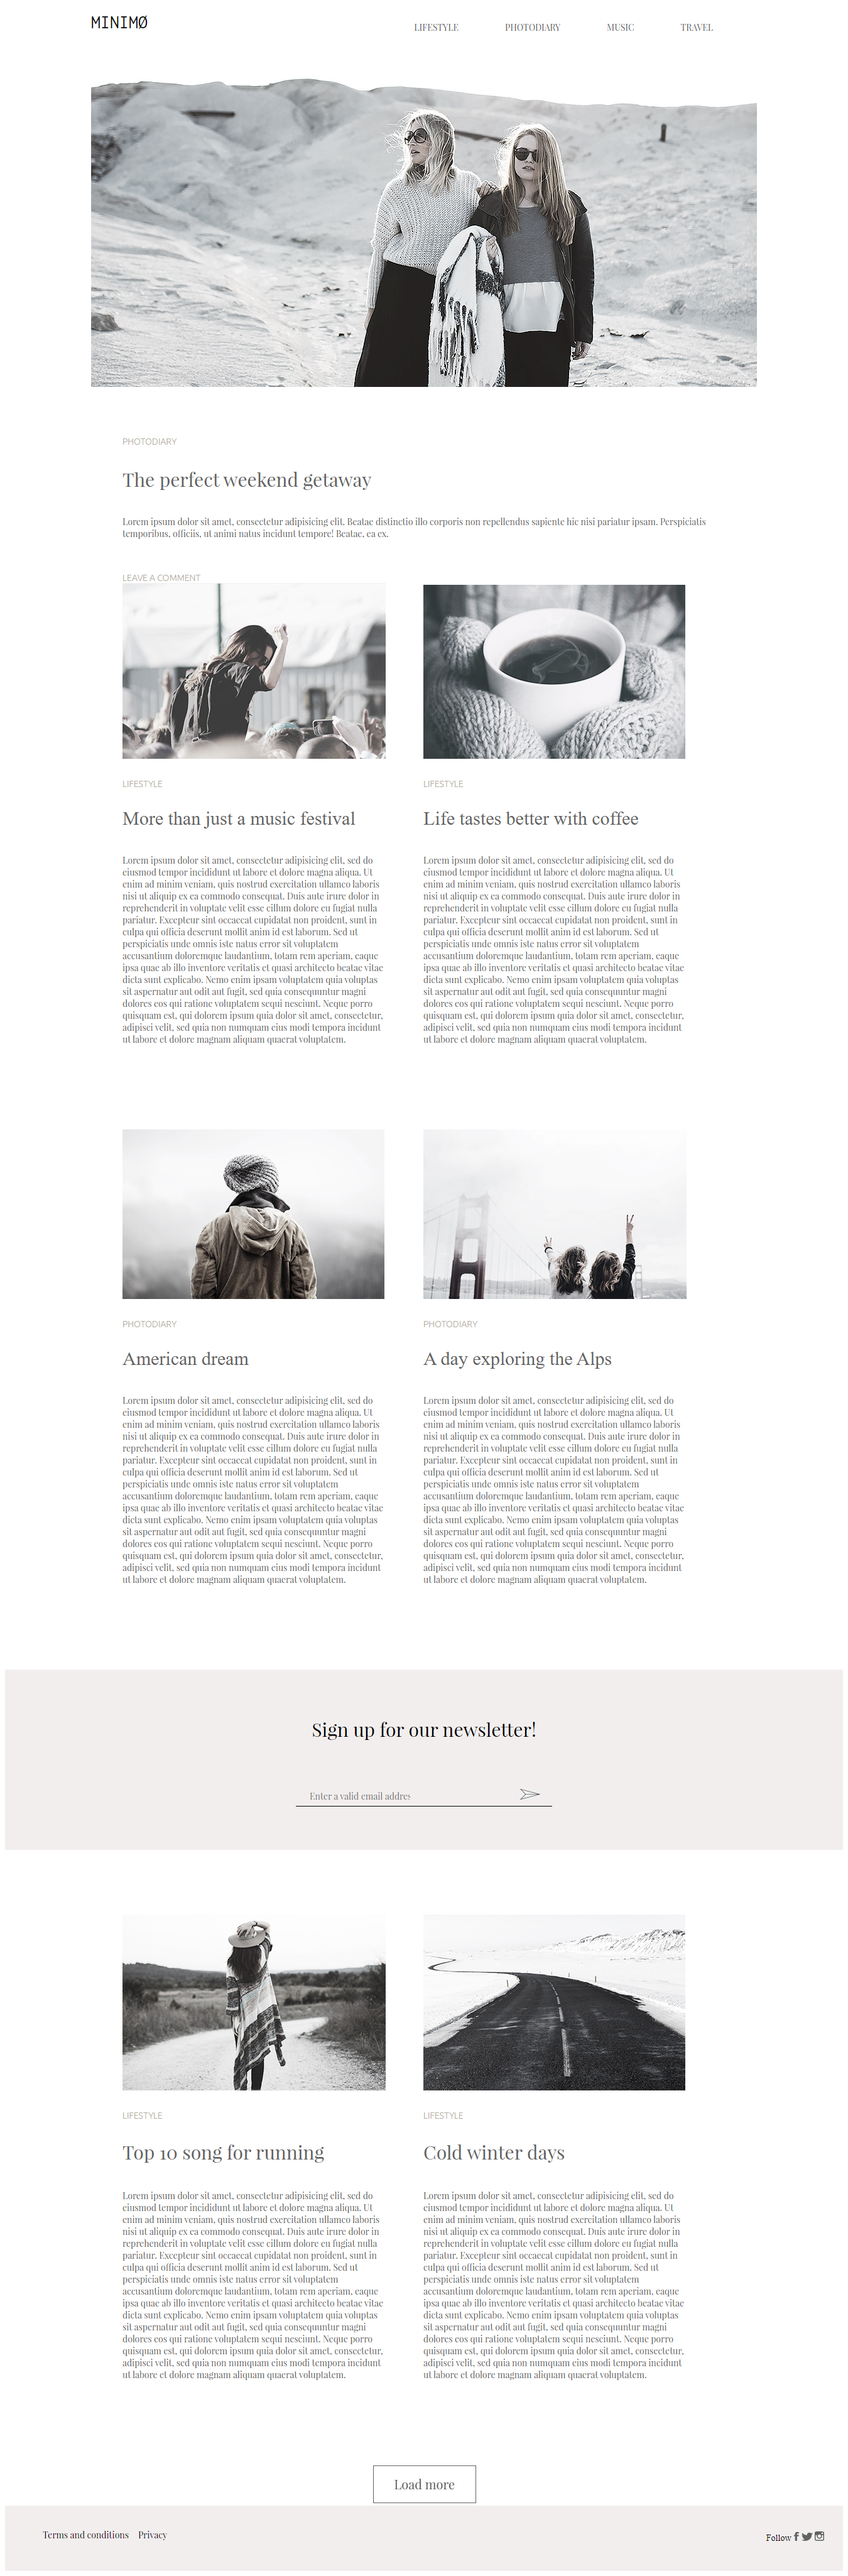 MINIMØ
LIFESTYLE PHOTODIARY MUSIC TRAVEL
PHOTODIARY
The perfect weekend getaway
Lorem ipsum dolor sit amet, consectetur adipisicing elit. Beatae distinctio illo corporis non repellendus sapiente hic nisi pariatur ipsam. Perspiciatis
temporibus, officiis, ut animi natus incidunt tempore! Beatae, ea ex.
LEAVE A COMMENT
LIFESTYLE
More than just a music festival
Lorem ipsum dolor sit amet, consectetur adipisicing elit, sed do
eiusmod tempor incididunt ut labore et dolore magna aliqua. Ut
enim ad minim veniam, quis nostrud exercitation ullamco laboris
nisi ut aliquip ex ea commodo consequat. Duis aute irure dolor in
reprehenderit in voluptate velit esse cillum dolore eu fugiat nulla
pariatur. Excepteur sint occaecat cupidatat non proident, sunt in
culpa qui officia deserunt mollit anim id est laborum. Sed ut
perspiciatis unde omnis iste natus error sit voluptatem
accusantium doloremque laudantium, totam rem aperiam, eaque
ipsa quae ab illo inventore veritatis et quasi architecto beatae vitae
dicta sunt explicabo. Nemo enim ipsam voluptatem quia voluptas
sit aspernatur aut odit aut fugit, sed quia consequuntur magni
dolores eos qui ratione voluptatem sequi nesciunt. Neque porro
quisquam est, qui dolorem ipsum quia dolor sit amet, consectetur,
adipisci velit, sed quia non numquam eius modi tempora incidunt
ut labore et dolore magnam aliquam quaerat voluptatem.
LIFESTYLE
Life tastes better with coffee
Lorem ipsum dolor sit amet, consectetur adipisicing elit, sed do
eiusmod tempor incididunt ut labore et dolore magna aliqua. Ut
enim ad minim veniam, quis nostrud exercitation ullamco laboris
nisi ut aliquip ex ea commodo consequat. Duis aute irure dolor in
reprehenderit in voluptate velit esse cillum dolore eu fugiat nulla
pariatur. Excepteur sint occaecat cupidatat non proident, sunt in
culpa qui officia deserunt mollit anim id est laborum. Sed ut
perspiciatis unde omnis iste natus error sit voluptatem
accusantium doloremque laudantium, totam rem aperiam, eaque
ipsa quae ab illo inventore veritatis et quasi architecto beatae vitae
dicta sunt explicabo. Nemo enim ipsam voluptatem quia voluptas
sit aspernatur aut odit aut fugit, sed quia consequuntur magni
dolores eos qui ratione voluptatem sequi nesciunt. Neque porro
quisquam est, qui dolorem ipsum quia dolor sit amet, consectetur,
adipisci velit, sed quia non numquam eius modi tempora incidunt
ut labore et dolore magnam aliquam quaerat voluptatem.
PHOTODIARY
American dream
Lorem ipsum dolor sit amet, consectetur adipisicing elit, sed do
eiusmod tempor incididunt ut labore et dolore magna aliqua. Ut
enim ad minim veniam, quis nostrud exercitation ullamco laboris
nisi ut aliquip ex ea commodo consequat. Duis aute irure dolor in
reprehenderit in voluptate velit esse cillum dolore eu fugiat nulla
pariatur. Excepteur sint occaecat cupidatat non proident, sunt in
culpa qui officia deserunt mollit anim id est laborum. Sed ut
perspiciatis unde omnis iste natus error sit voluptatem
accusantium doloremque laudantium, totam rem aperiam, eaque
ipsa quae ab illo inventore veritatis et quasi architecto beatae vitae
dicta sunt explicabo. Nemo enim ipsam voluptatem quia voluptas
sit aspernatur aut odit aut fugit, sed quia consequuntur magni
dolores eos qui ratione voluptatem sequi nesciunt. Neque porro
quisquam est, qui dolorem ipsum quia dolor sit amet, consectetur,
adipisci velit, sed quia non numquam eius modi tempora incidunt
ut labore et dolore magnam aliquam quaerat voluptatem.
PHOTODIARY
A day exploring the Alps
Lorem ipsum dolor sit amet, consectetur adipisicing elit, sed do
eiusmod tempor incididunt ut labore et dolore magna aliqua. Ut
enim ad minim veniam, quis nostrud exercitation ullamco laboris
nisi ut aliquip ex ea commodo consequat. Duis aute irure dolor in
reprehenderit in voluptate velit esse cillum dolore eu fugiat nulla
pariatur. Excepteur sint occaecat cupidatat non proident, sunt in
culpa qui officia deserunt mollit anim id est laborum. Sed ut
perspiciatis unde omnis iste natus error sit voluptatem
accusantium doloremque laudantium, totam rem aperiam, eaque
ipsa quae ab illo inventore veritatis et quasi architecto beatae vitae
dicta sunt explicabo. Nemo enim ipsam voluptatem quia voluptas
sit aspernatur aut odit aut fugit, sed quia consequuntur magni
dolores eos qui ratione voluptatem sequi nesciunt. Neque porro
quisquam est, qui dolorem ipsum quia dolor sit amet, consectetur,
adipisci velit, sed quia non numquam eius modi tempora incidunt
ut labore et dolore magnam aliquam quaerat voluptatem.
Sign up for our newsletter!
Enter a valid email addres
LIFESTYLE
Top 10 song for running
Lorem ipsum dolor sit amet, consectetur adipisicing elit, sed do
eiusmod tempor incididunt ut labore et dolore magna aliqua. Ut
enim ad minim veniam, quis nostrud exercitation ullamco laboris
nisi ut aliquip ex ea commodo consequat. Duis aute irure dolor in
reprehenderit in voluptate velit esse cillum dolore eu fugiat nulla
pariatur. Excepteur sint occaecat cupidatat non proident, sunt in
culpa qui officia deserunt mollit anim id est laborum. Sed ut
perspiciatis unde omnis iste natus error sit voluptatem
accusantium doloremque laudantium, totam rem aperiam, eaque
ipsa quae ab illo inventore veritatis et quasi architecto beatae vitae
dicta sunt explicabo. Nemo enim ipsam voluptatem quia voluptas
sit aspernatur aut odit aut fugit, sed quia consequuntur magni
dolores eos qui ratione voluptatem sequi nesciunt. Neque porro
quisquam est, qui dolorem ipsum quia dolor sit amet, consectetur,
adipisci velit, sed quia non numquam eius modi tempora incidunt
ut labore et dolore magnam aliquam quaerat voluptatem.
LIFESTYLE
Cold winter days
Lorem ipsum dolor sit amet, consectetur adipisicing elit, sed do
eiusmod tempor incididunt ut labore et dolore magna aliqua. Ut
enim ad minim veniam, quis nostrud exercitation ullamco laboris
nisi ut aliquip ex ea commodo consequat. Duis aute irure dolor in
reprehenderit in voluptate velit esse cillum dolore eu fugiat nulla
pariatur. Excepteur sint occaecat cupidatat non proident, sunt in
culpa qui officia deserunt mollit anim id est laborum. Sed ut
perspiciatis unde omnis iste natus error sit voluptatem
accusantium doloremque laudantium, totam rem aperiam, eaque
ipsa quae ab illo inventore veritatis et quasi architecto beatae vitae
dicta sunt explicabo. Nemo enim ipsam voluptatem quia voluptas
sit aspernatur aut odit aut fugit, sed quia consequuntur magni
dolores eos qui ratione voluptatem sequi nesciunt. Neque porro
quisquam est, qui dolorem ipsum quia dolor sit amet, consectetur,
adipisci velit, sed quia non numquam eius modi tempora incidunt
ut labore et dolore magnam aliquam quaerat voluptatem.
Load more
Terms and conditions Privacy
Follow